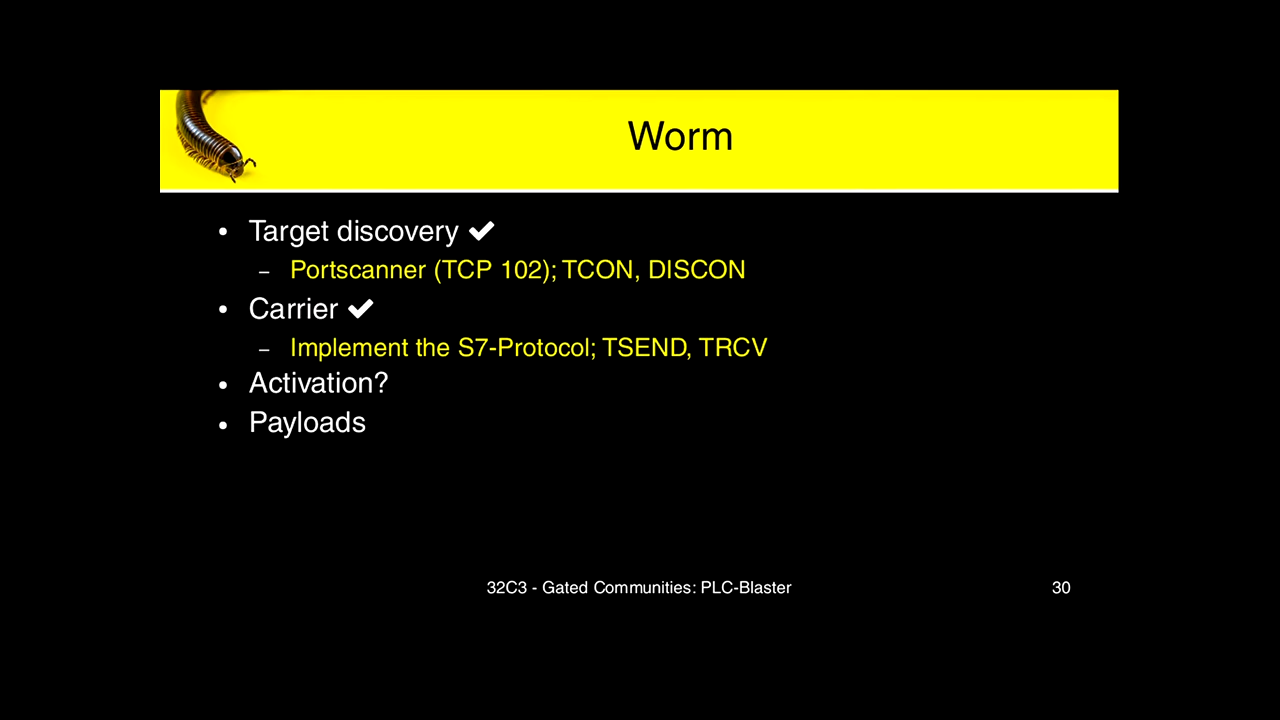 Worm
• Target discovery ✔
– Portscanner (TCP 102); TCON, DISCON
• Carrier ✔
– Implement the S7-Protocol; TSEND, TRCV
• Activation?
• Payloads
32C3 - Gated Communities: PLC-Blaster 30